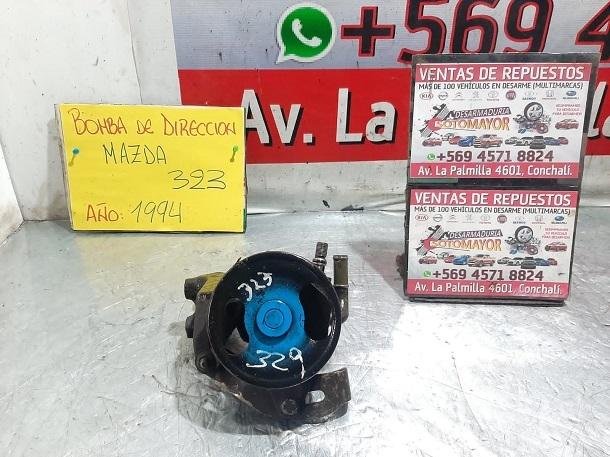 +569 4
Av. La
BOMBA DE DIRECCION
MAZDA
323
AÑO: 1994
VENTAS DE REPUESTOS
MÁS DE 100 VEHÍCULOS EN DESARME (MULTIMARCAS)
KIA
DESARMADURIA
SOTOMAYOR
+569 4571 8824
Av. La Palmilla 4601, Conchalí.
VENTAS DE REPUESTOS
MÁS DE 100 VEHÍCULOS EN DESARME (MULTIMARCAS)
KIA
DESARMADURIA
SOTOMAYOR
+569 4571 8824
Av. La Palmilla 4601, Conchalí.
323
329